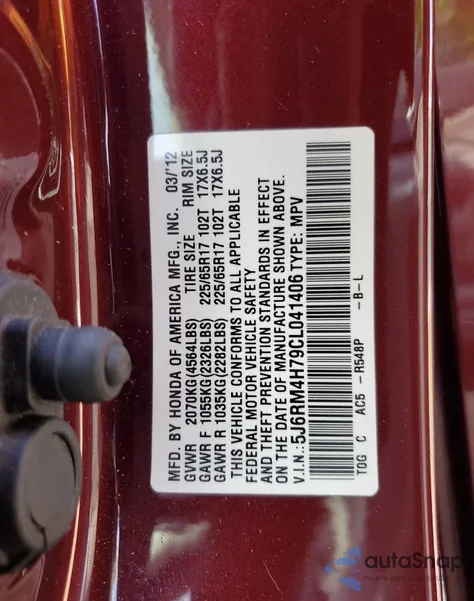 MFD. BY HONDA OF AMERICA MFG., INC. 03/'12
GVWR 2070KG(4564LBS) TIRE SIZE RIM SIZE
GAWR F 1055KG(2326LBS) 225/65R17 102T 17X6.5J
GAWR R 1035KG(2282LBS) 225/65R17 102T 17X6.5J
THIS VEHICLE CONFORMS TO ALL APPLICABLE
FEDERAL MOTOR VEHICLE SAFETY
AND THEFT PREVENTION STANDARDS IN EFFECT
ON THE DATE OF MANUFACTURE SHOWN ABOVE.
V.I.N.: 5J6RM4H79CL041406 TYPE: MPV
TOG C AC5 -R548P -B-L
autoSnap